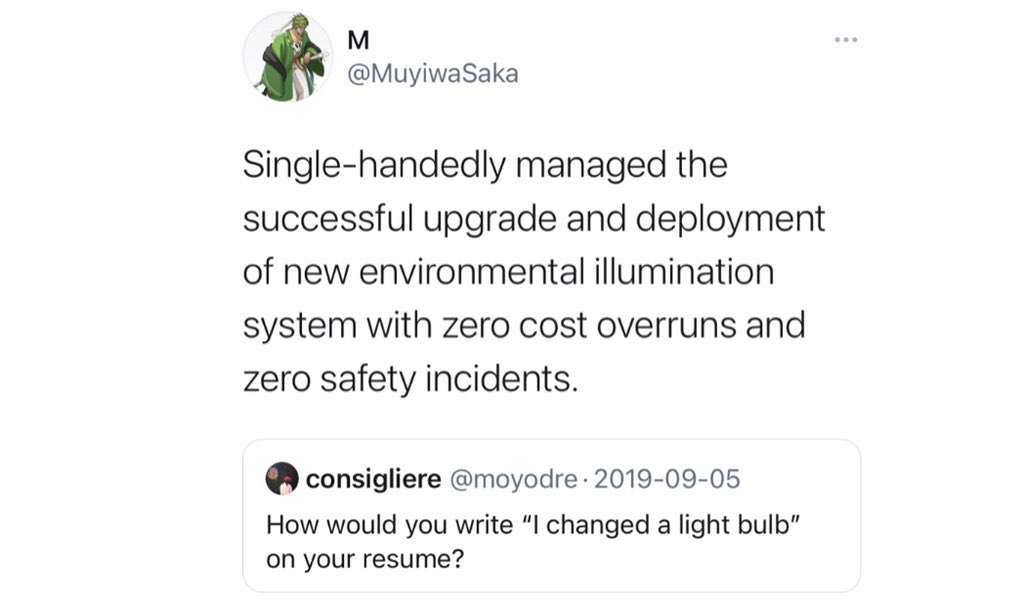 M
@MuyiwaSaka
Single-handedly managed the
successful upgrade and deployment
of new environmental illumination
system with zero cost overruns and
zero safety incidents.
consigliere @moyodre · 2019-09-05
How would you write “I changed a light bulb”
on your resume?